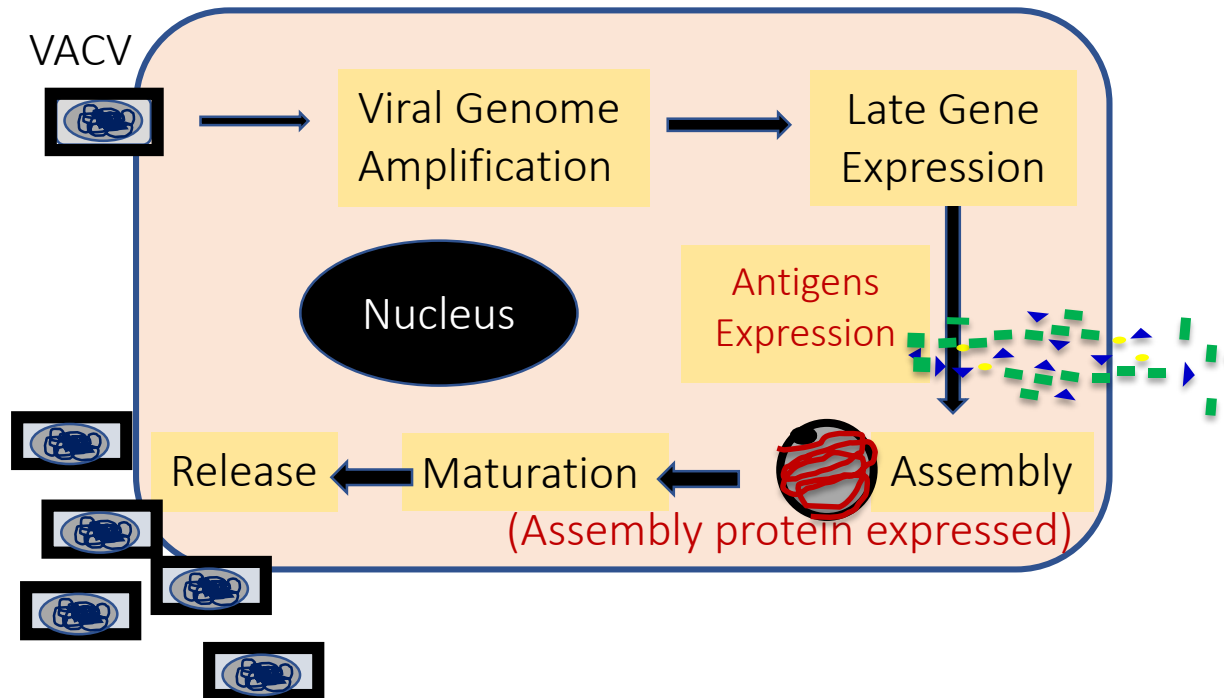 VACV
Viral Genome
Amplification
Late Gene
Expression
Nucleus
Antigens
Expression
Release
Maturation
Assembly
(Assembly protein expressed)